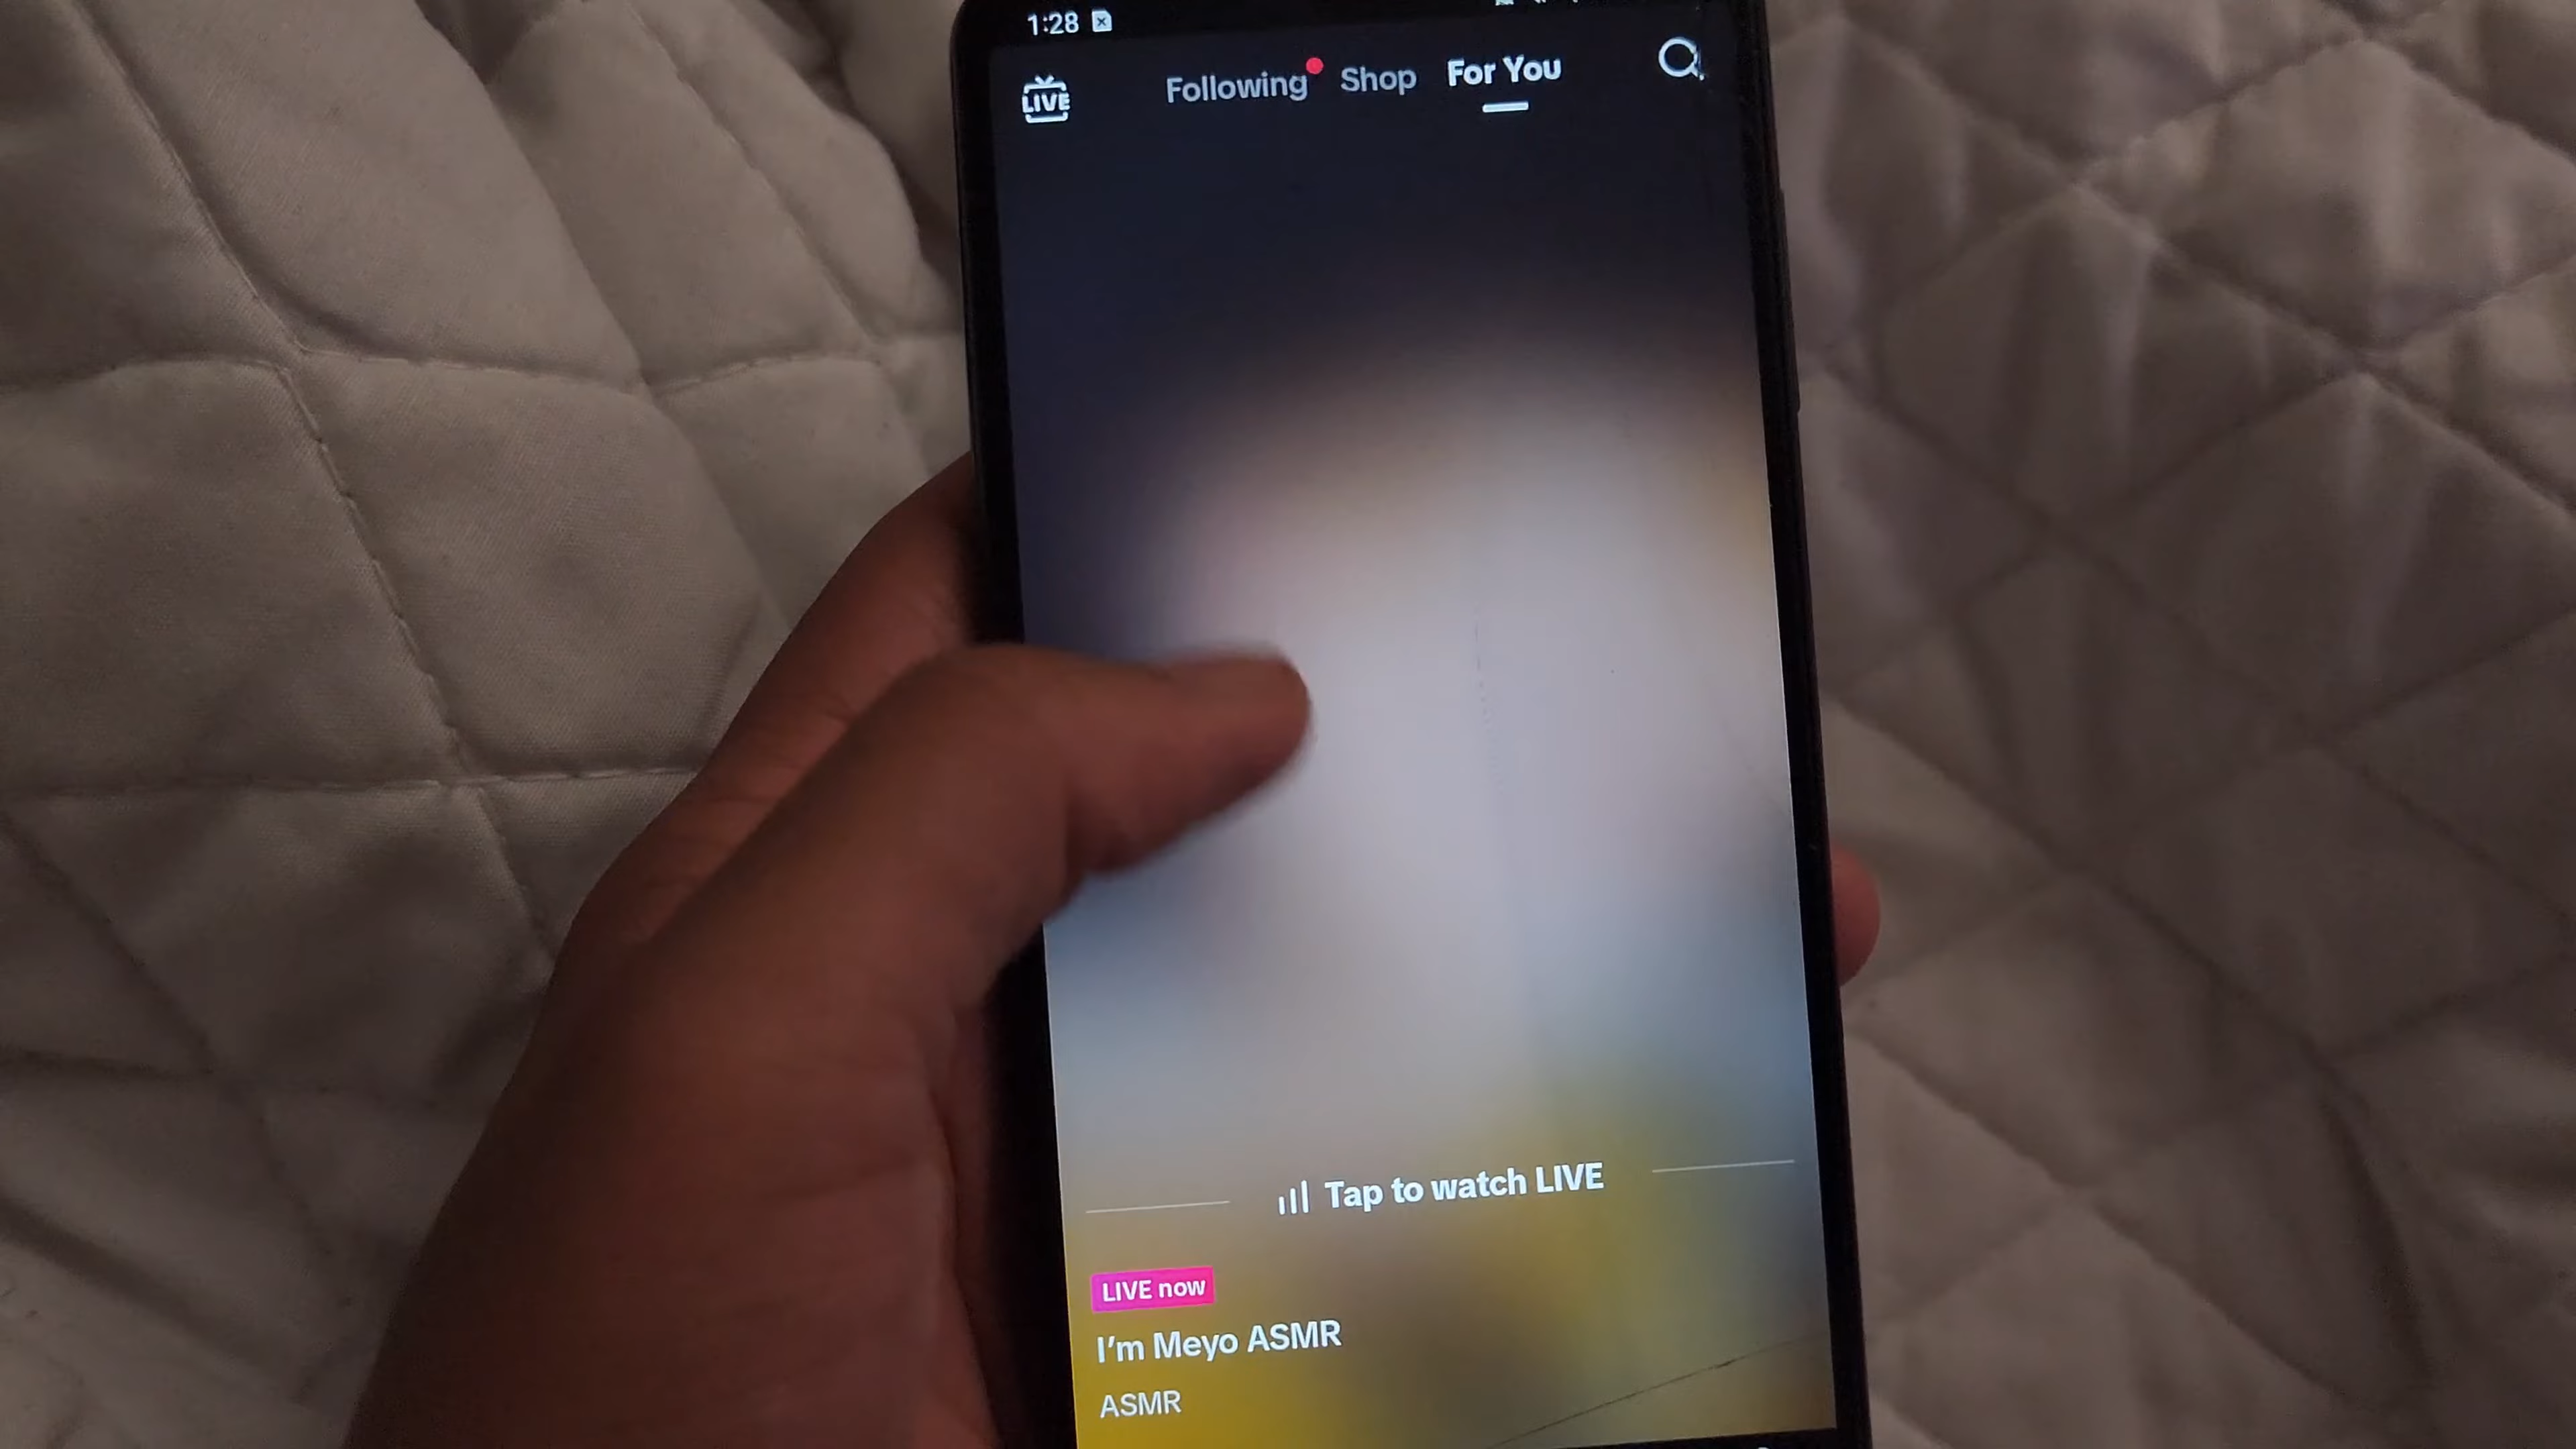 1:28
LIVE
Following Shop For You
Tap to watch LIVE
LIVE now
I'm Meyo ASMR
ASMR